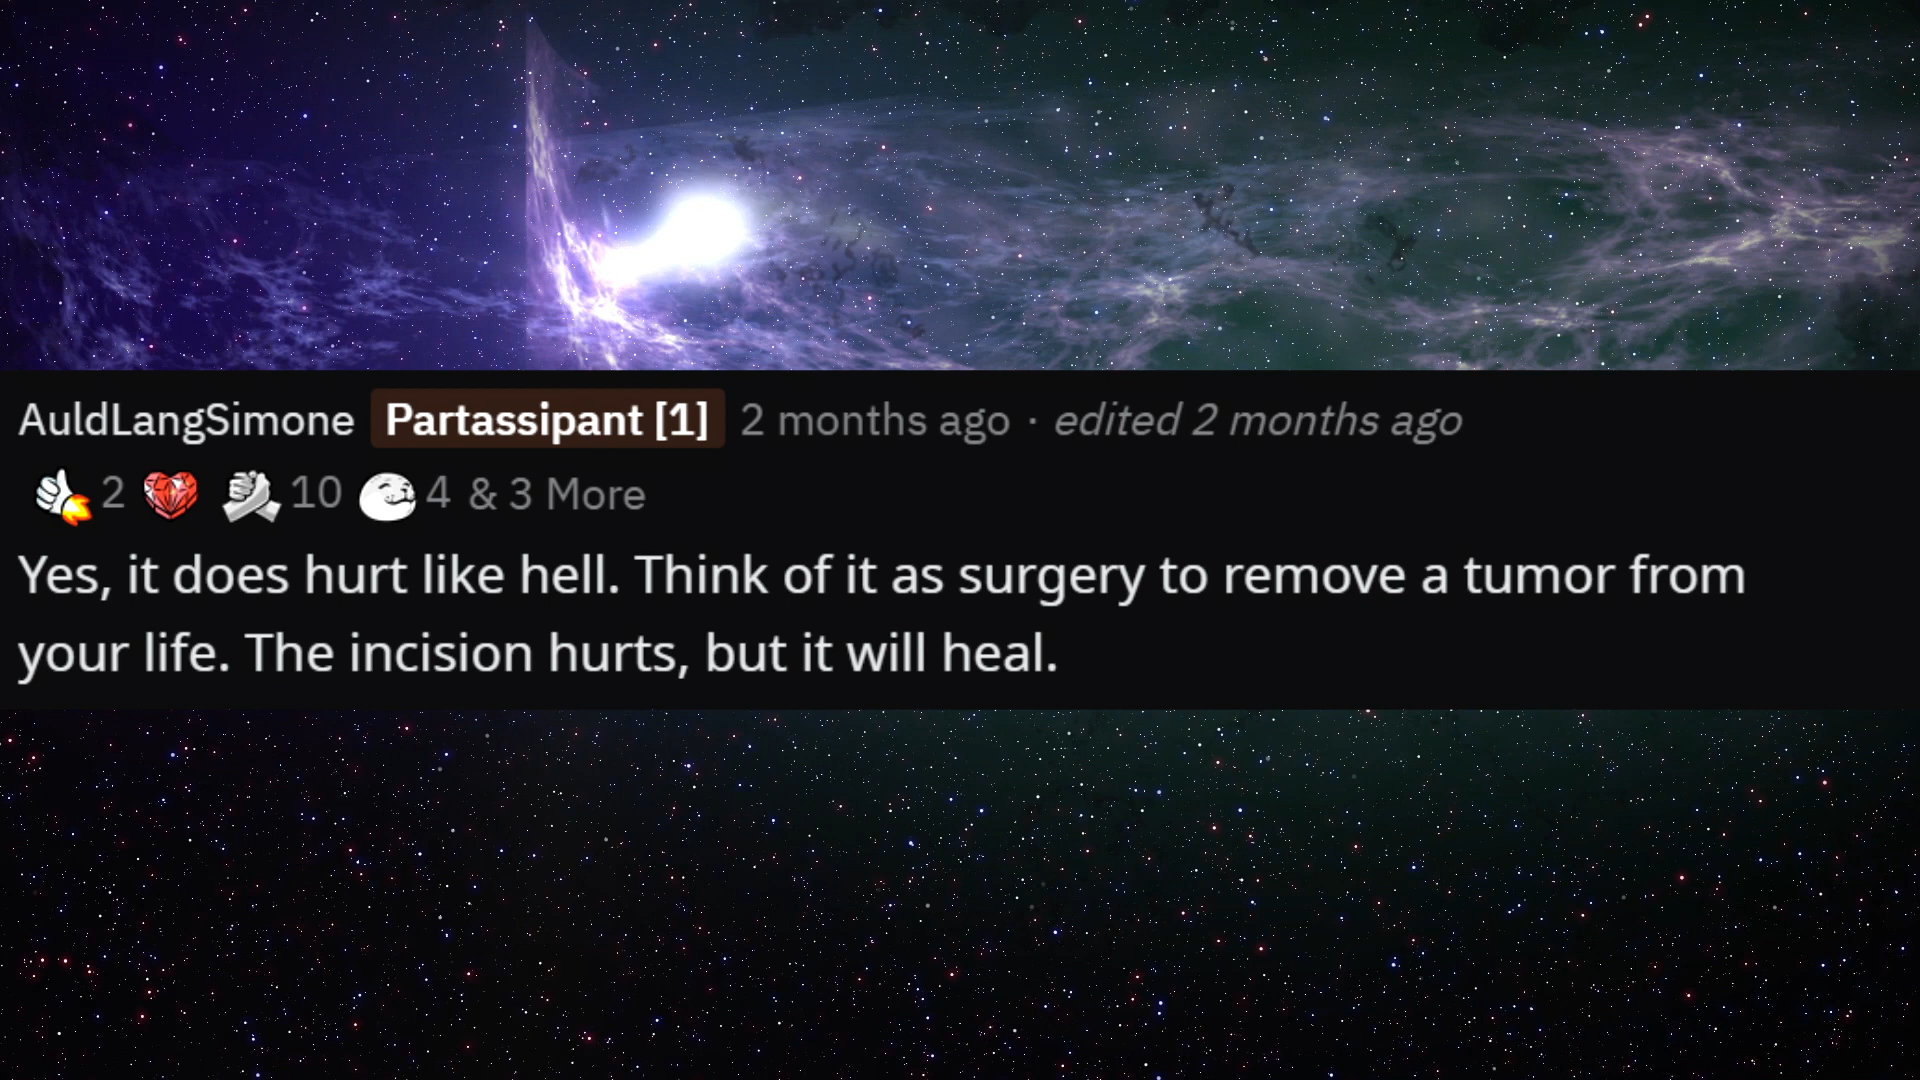 AuldLangSimone Partassipant [1] 2 months ago · edited 2 months ago
2 10 4 & 3 More
Yes, it does hurt like hell. Think of it as surgery to remove a tumor from
your life. The incision hurts, but it will heal.